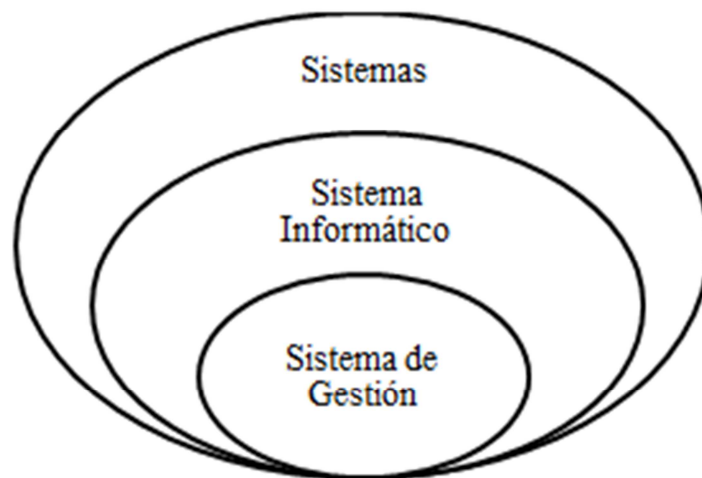 Sistemas
Sistema
Informático
Sistema de
Gestión